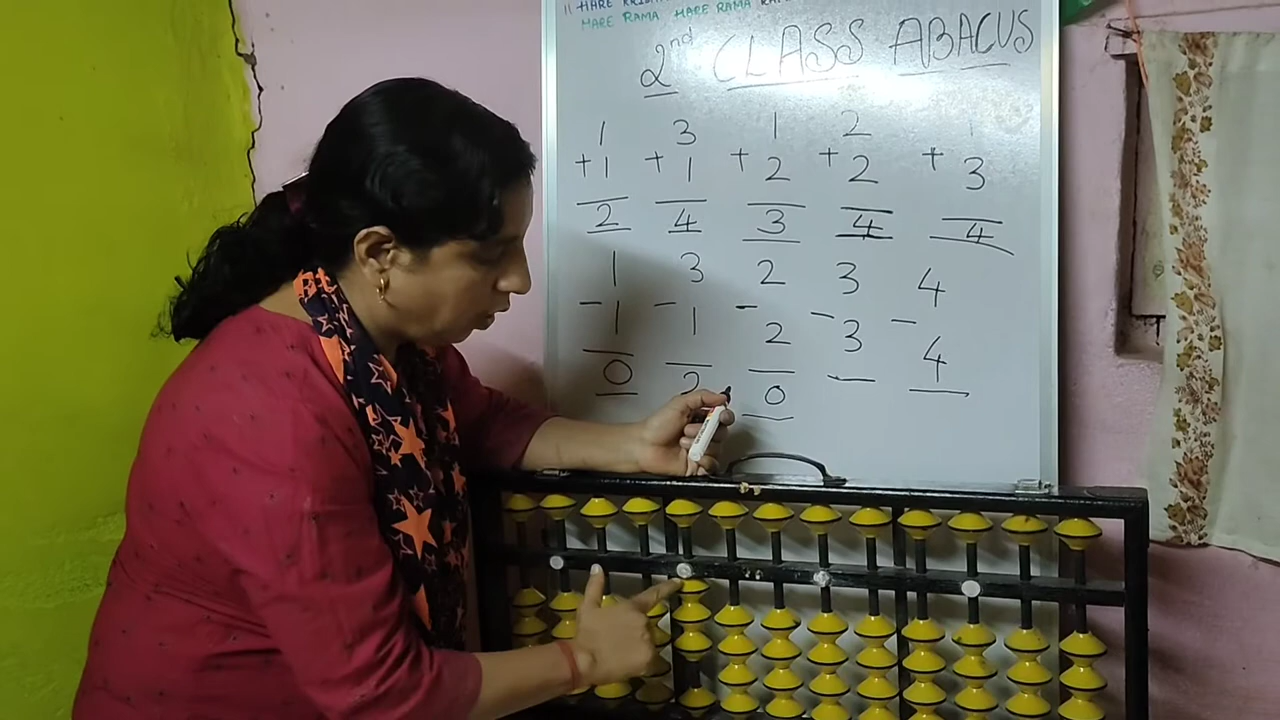 HARE RAMA HARE RAMA
2nd CLASS ABACUS
1 3 1 2 1
+1 +1 +2 +2 +3
2 4 3 4 4
1 3 2 3 4
-1 -1 -2 -3 -4
0 2 0